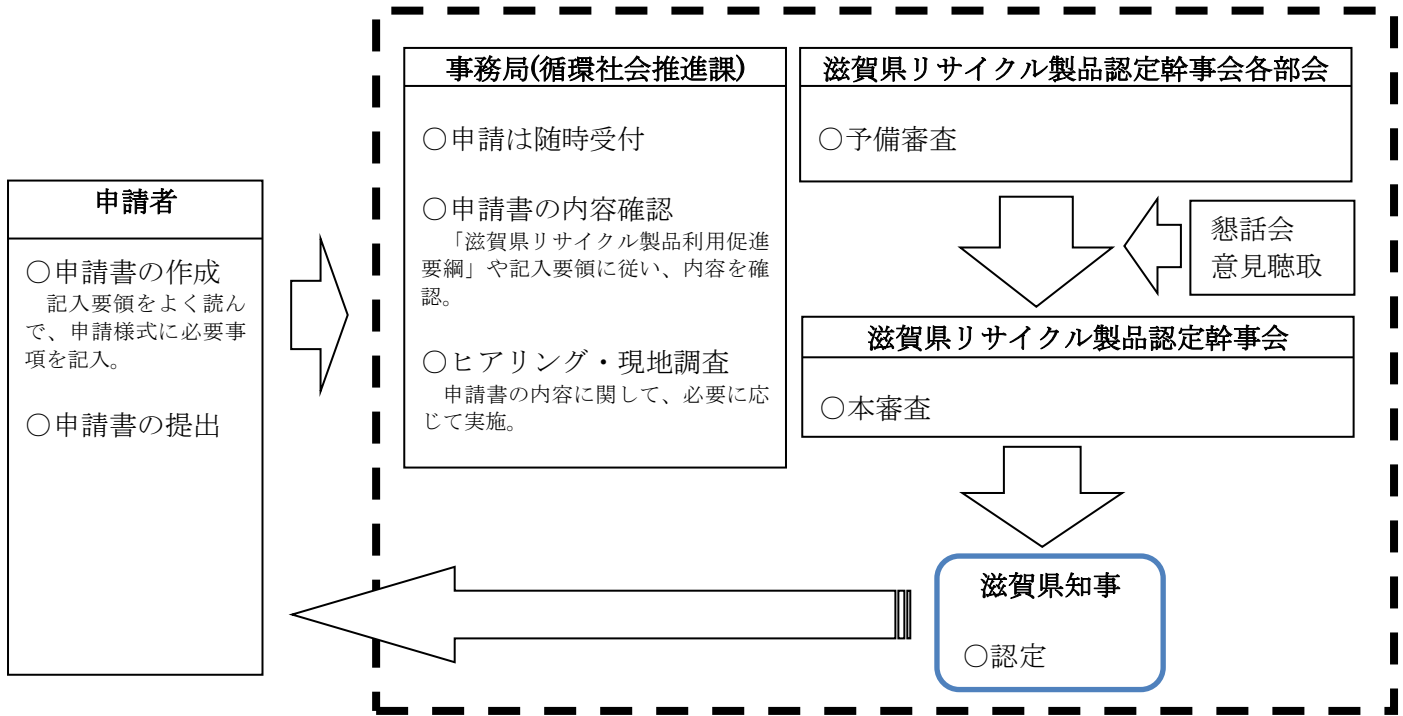 申請者
○申請書の作成
記入要領をよく読ん
で、申請様式に必要事
項を記入。
○申請書の提出
事務局(循環社会推進課)
○申請は随時受付
○申請書の内容確認
「滋賀県リサイクル製品利用促進
要綱」や記入要領に従い、内容を確
認。
○ヒアリング・現地調査
申請書の内容に関して、必要に応
じて実施。
滋賀県リサイクル製品認定幹事会各部会
○予備審査
懇話会
意見聴取
滋賀県リサイクル製品認定幹事会
○本審査
滋賀県知事
○認定